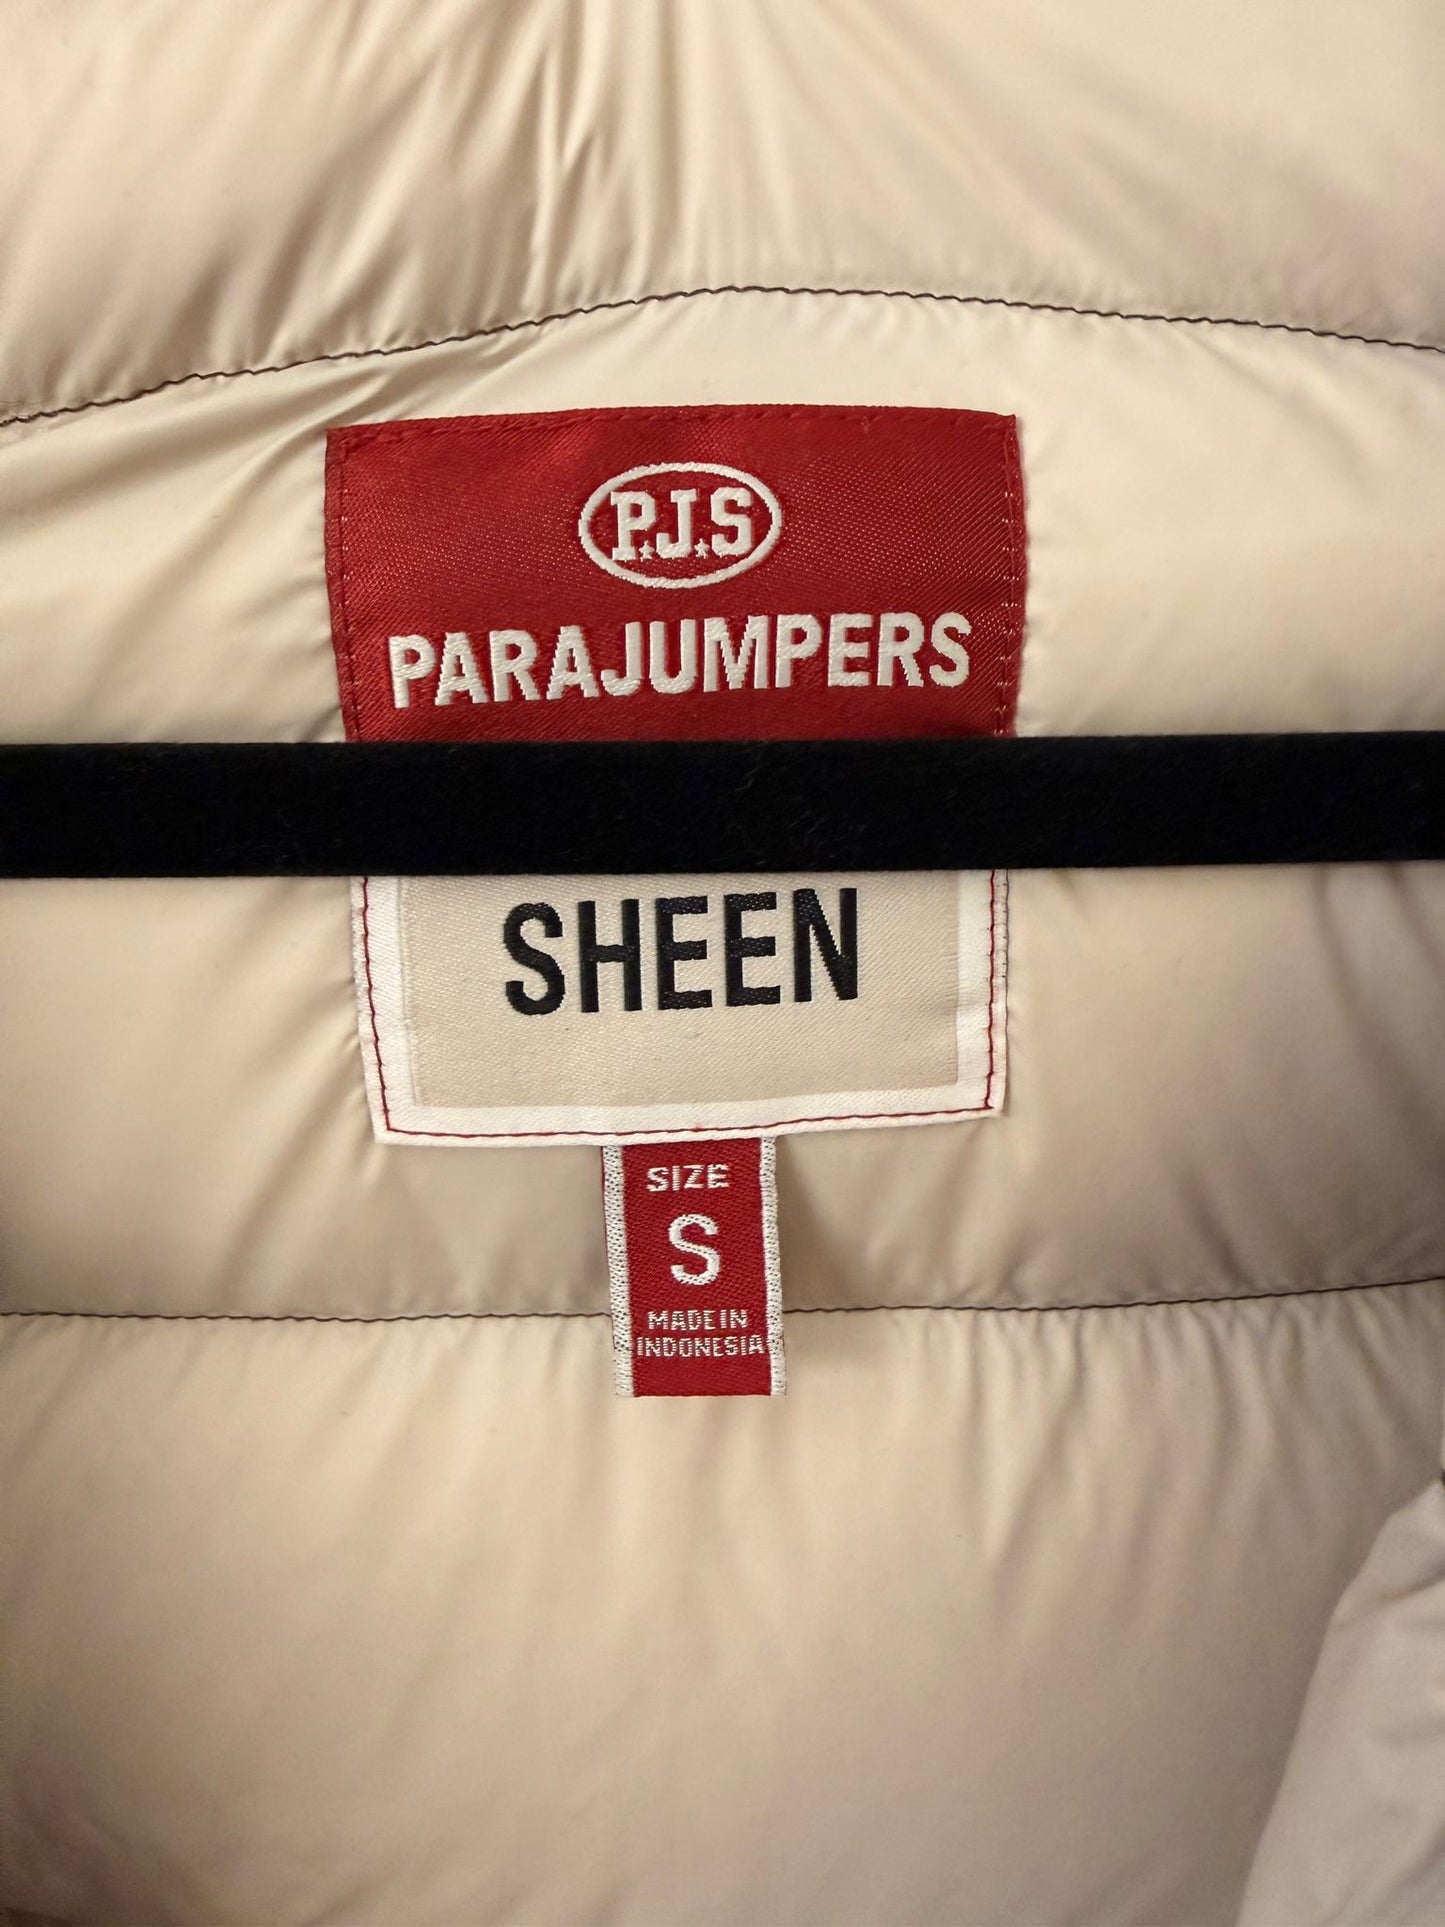 P.J.S
PARAJUMPERS
SHEEN
SIZE
S
MADE IN
INDONESIA